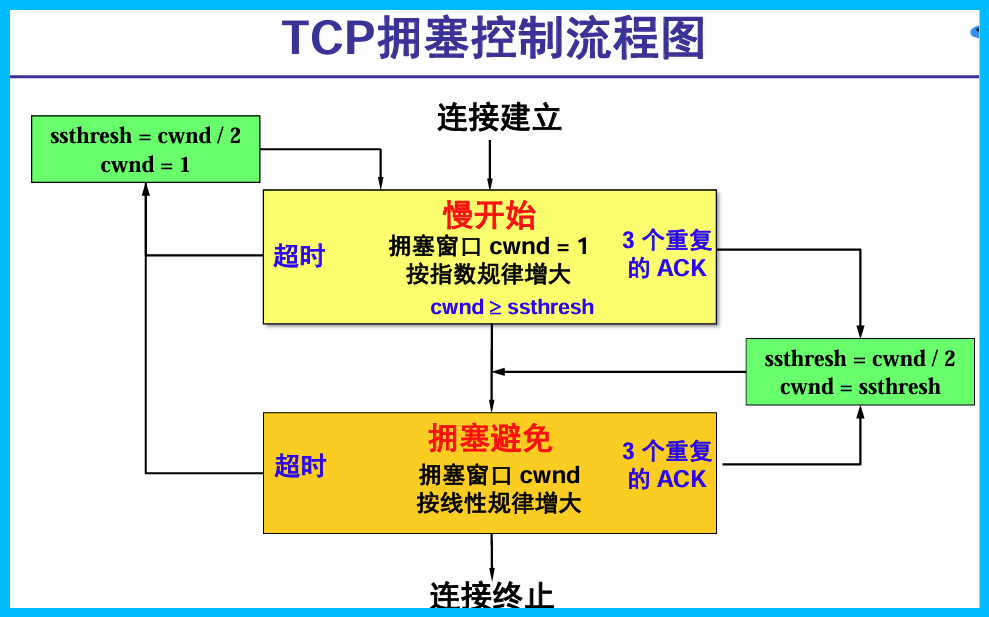 TCP拥塞控制流程图
连接建立
ssthresh = cwnd / 2
cwnd = 1
慢开始
拥塞窗口 cwnd = 1
按指数规律增大
cwnd ≥ ssthresh
超时
3 个重复
的 ACK
ssthresh = cwnd / 2
cwnd = ssthresh
拥塞避免
拥塞窗口 cwnd
按线性规律增大
超时
3 个重复
的 ACK
连接终止